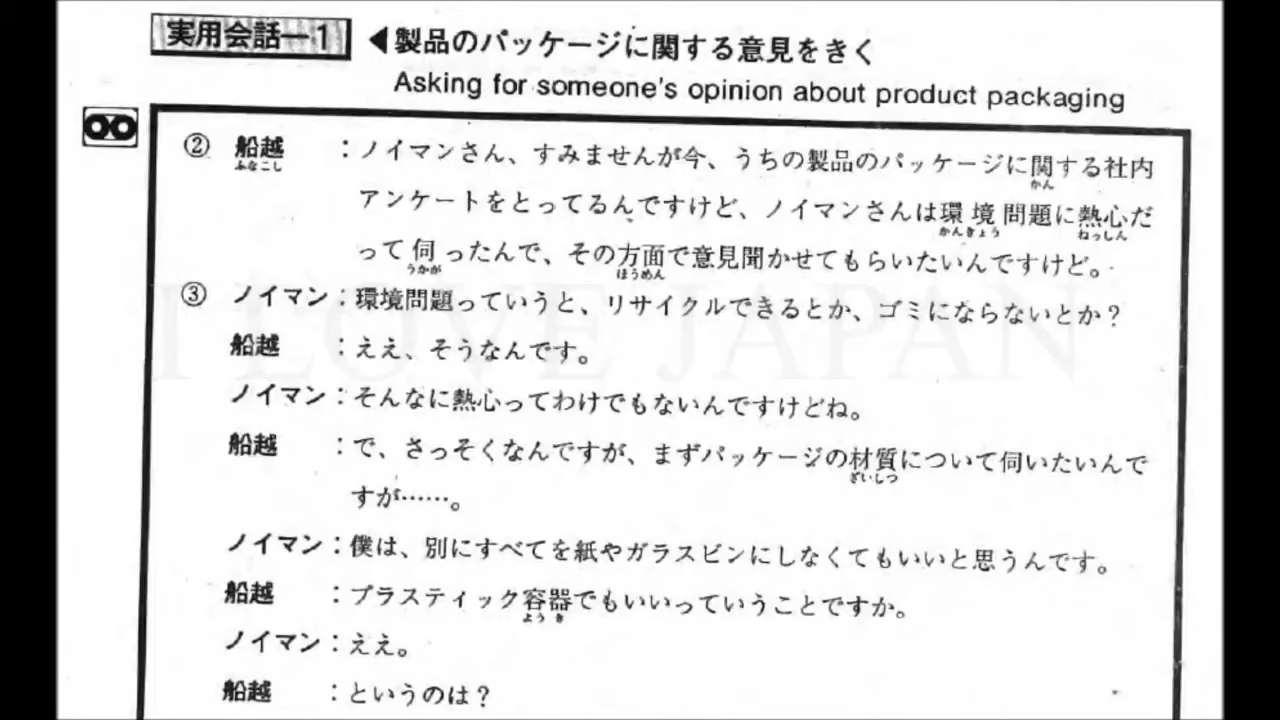 実用会話―1 ◀製品のパッケージに関する意見をきく
Asking for someone's opinion about product packaging
② 船越 :ノイマンさん、すみませんが今、うちの製品のパッケージに関する社内
ふなこし かん
アンケートをとってるんですけど、ノイマンさんは環境問題に熱心だ
かんきょう ねっしん
って伺ったんで、その方面で意見聞かせてもらいたいんですけど。
うかが ほうめん
③ ノイマン:環境問題っていうと、リサイクルできるとか、ゴミにならないとか?
船越 :ええ、そうなんです。
ノイマン:そんなに熱心ってわけでもないんですけどね。
船越 :で、さっそくなんですが、まずパッケージの材質について伺いたいんで
ざいしつ
すが……。
ノイマン:僕は、別にすべてを紙やガラスビンにしなくてもいいと思うんです。
船越 :プラスティック容器でもいいっていうことですか。
ようき
ノイマン:ええ。
船越 :というのは?
I LOVE JAPAN